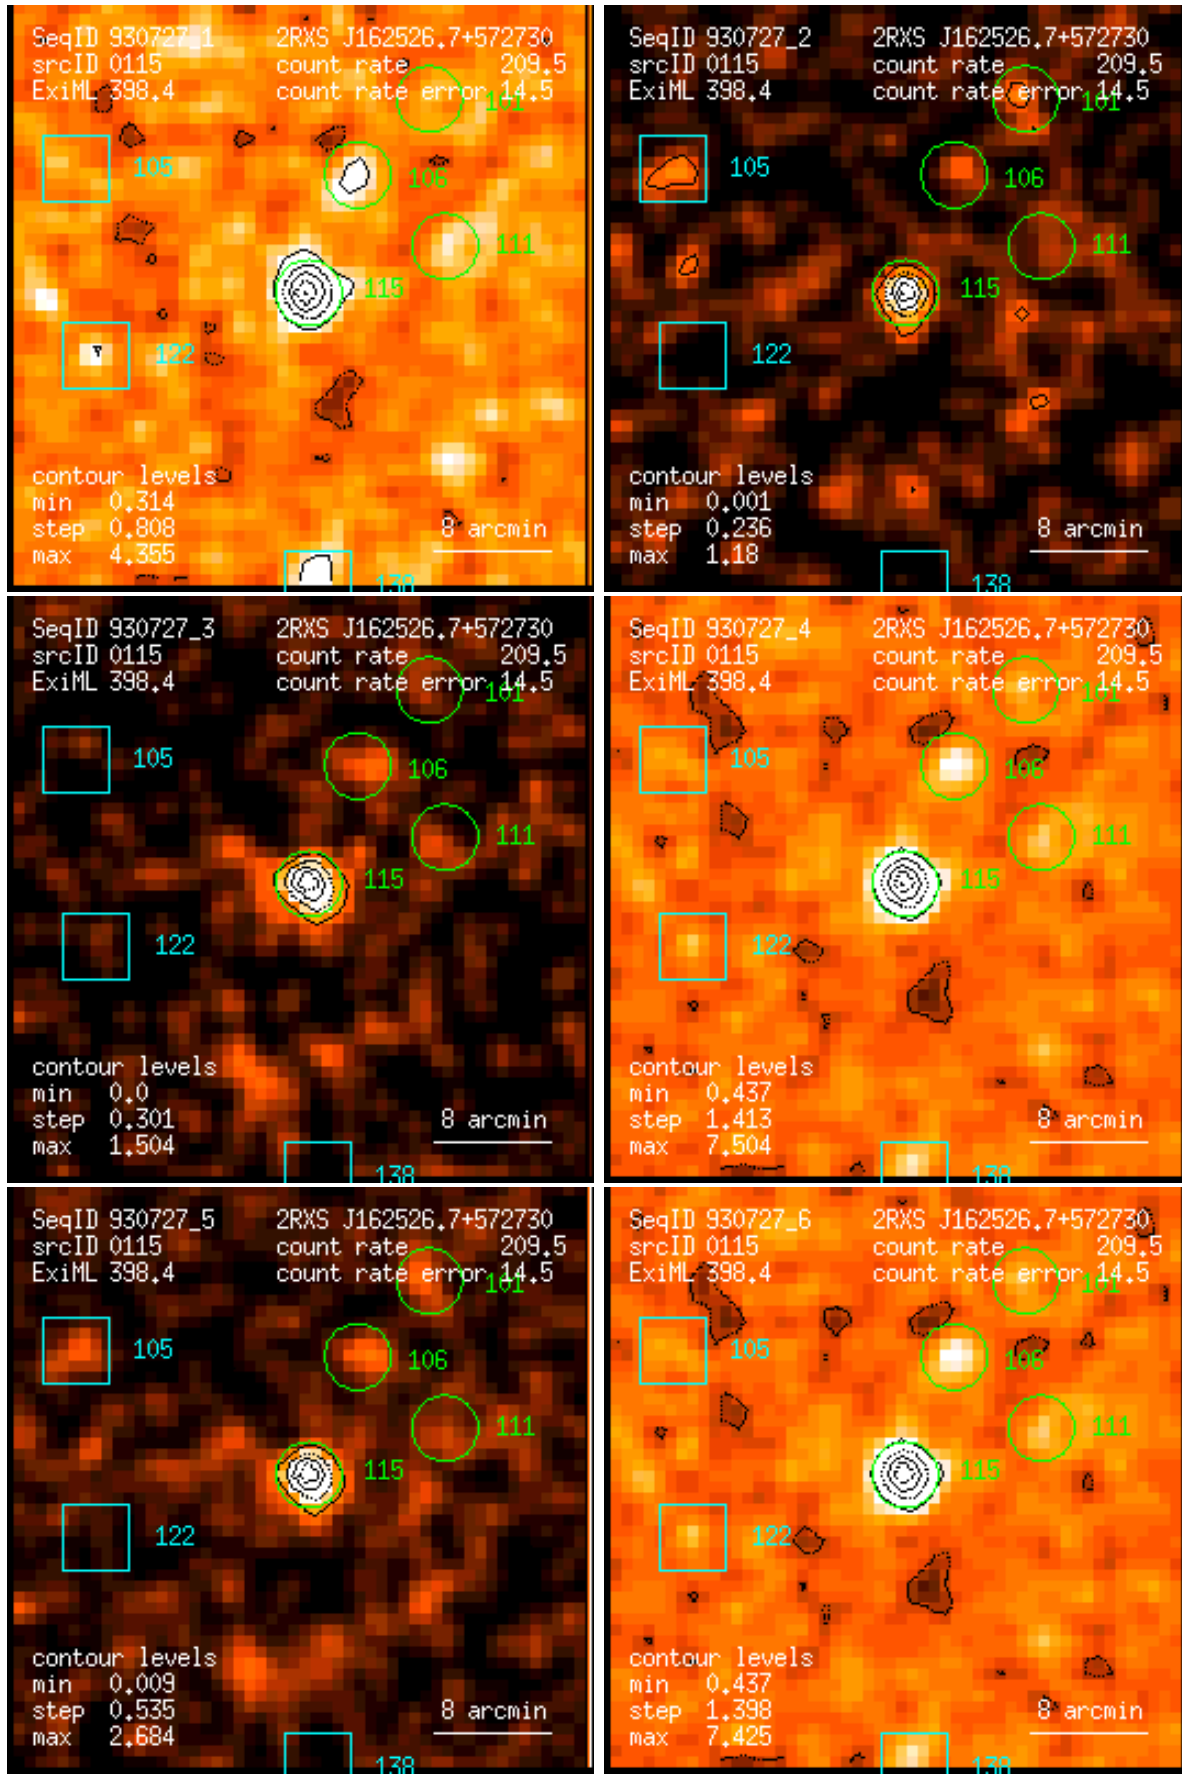 SeqID 930727_1 2RXS J162526.7+572730
srcID 0115 count rate 209.5
ExiML 398.4 count rate error 14.5
101
105
106
111
115
122
contour levels
min 0.314
step 0.808 8 arcmin
max 4.355
138
SeqID 930727_2 2RXS J162526.7+572730
srcID 0115 count rate 209.5
ExiML 398.4 count rate error 14.5
101
105
106
111
115
122
contour levels
min 0.001
step 0.236 8 arcmin
max 1.18
138
SeqID 930727_3 2RXS J162526.7+572730
srcID 0115 count rate 209.5
ExiML 398.4 count rate error 14.5
101
105
106
111
115
122
contour levels
min 0.0
step 0.301 8 arcmin
max 1.504
138
SeqID 930727_4 2RXS J162526.7+572730
srcID 0115 count rate 209.5
ExiML 398.4 count rate error 14.5
101
105
106
111
115
122
contour levels
min 0.437
step 1.413 8 arcmin
max 7.504
138
SeqID 930727_5 2RXS J162526.7+572730
srcID 0115 count rate 209.5
ExiML 398.4 count rate error 14.5
101
105
106
111
115
122
contour levels
min 0.009
step 0.535 8 arcmin
max 2.684
138
SeqID 930727_6 2RXS J162526.7+572730
srcID 0115 count rate 209.5
ExiML 398.4 count rate error 14.5
101
105
106
111
115
122
contour levels
min 0.437
step 1.398 8 arcmin
max 7.425
138